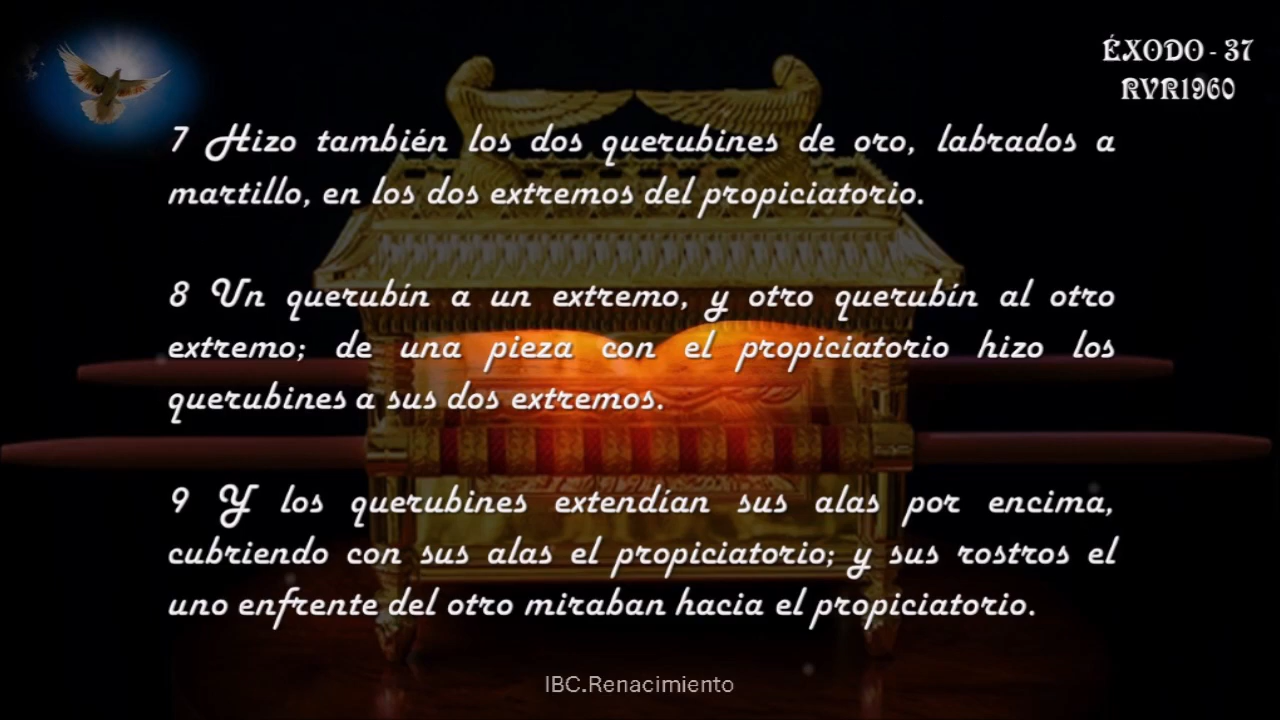 ÉXODO - 37
RVR1960
7 Hizo también los dos querubines de oro, labrados a
martillo, en los dos extremos del propiciatorio.
8 Un querubín a un extremo, y otro querubín al otro
extremo; de una pieza con el propiciatorio hizo los
querubines a sus dos extremos.
9 Y los querubines extendían sus alas por encima,
cubriendo con sus alas el propiciatorio; y sus rostros el
uno enfrente del otro miraban hacia el propiciatorio.
IBC.Renacimiento